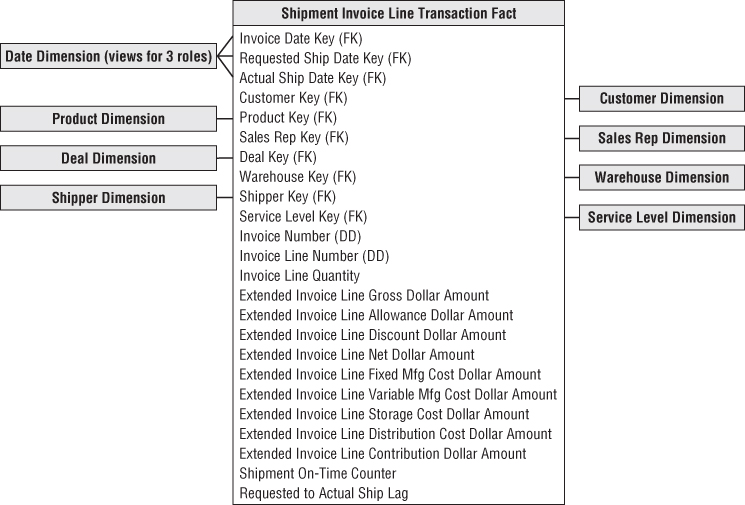 Shipment Invoice Line Transaction Fact
Invoice Date Key (FK)
Requested Ship Date Key (FK)
Actual Ship Date Key (FK)
Customer Key (FK)
Product Key (FK)
Sales Rep Key (FK)
Deal Key (FK)
Warehouse Key (FK)
Shipper Key (FK)
Service Level Key (FK)
Invoice Number (DD)
Invoice Line Number (DD)
Invoice Line Quantity
Extended Invoice Line Gross Dollar Amount
Extended Invoice Line Allowance Dollar Amount
Extended Invoice Line Discount Dollar Amount
Extended Invoice Line Net Dollar Amount
Extended Invoice Line Fixed Mfg Cost Dollar Amount
Extended Invoice Line Variable Mfg Cost Dollar Amount
Extended Invoice Line Storage Cost Dollar Amount
Extended Invoice Line Distribution Cost Dollar Amount
Extended Invoice Line Contribution Dollar Amount
Shipment On-Time Counter
Requested to Actual Ship Lag
Date Dimension (views for 3 roles)
Product Dimension
Deal Dimension
Shipper Dimension
Customer Dimension
Sales Rep Dimension
Warehouse Dimension
Service Level Dimension